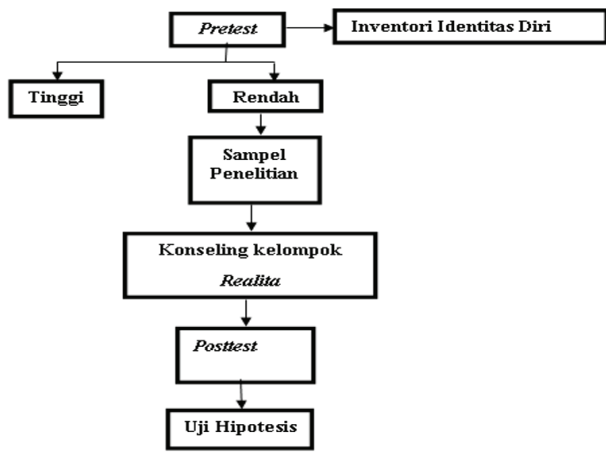 Pretest
Inventori Identitas Diri
Tinggi
Rendah
Sampel
Penelitian
Konseling kelompok
Realita
Posttest
Uji Hipotesis